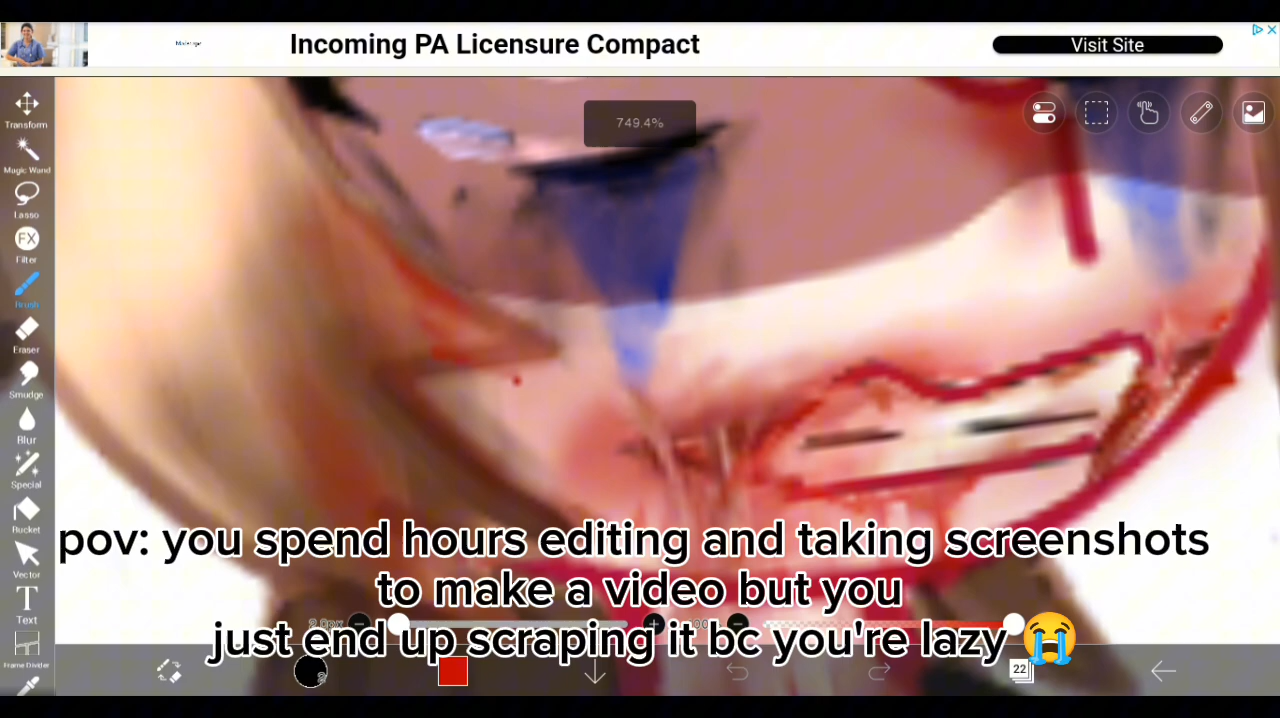 Incoming PA Licensure Compact
Visit Site
749.4%
Transform
Magic Wand
Lasso
FX
Filter
Brush
Eraser
Smudge
Blur
Special
Bucket
Vector
T
Text
Frame Divider
pov: you spend hours editing and taking screenshots
to make a video but you
just end up scraping it bc you're lazy 😭
22